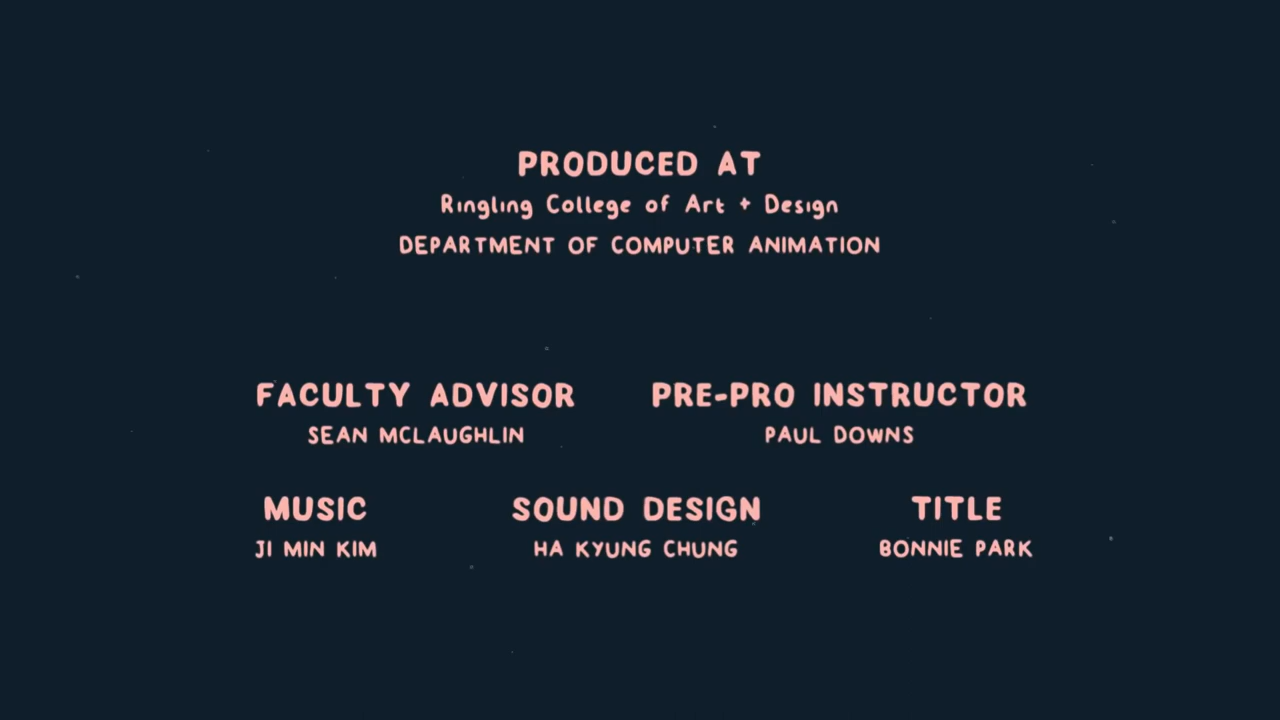 PRODUCED AT
Ringling College of Art + Design
DEPARTMENT OF COMPUTER ANIMATION
FACULTY ADVISOR PRE-PRO INSTRUCTOR
SEAN MCLAUGHLIN PAUL DOWNS
MUSIC SOUND DESIGN TITLE
JI MIN KIM HA KYUNG CHUNG BONNIE PARK